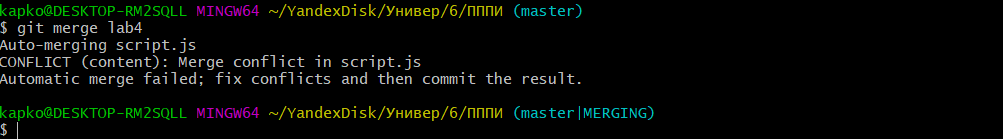 kapko@DESKTOP-RM2SQLL MINGW64 ~/YandexDisk/Универ/6/ПППИ (master)
$ git merge lab4
Auto-merging script.js
CONFLICT (content): Merge conflict in script.js
Automatic merge failed; fix conflicts and then commit the result.
kapko@DESKTOP-RM2SQLL MINGW64 ~/YandexDisk/Универ/6/ПППИ (master|MERGING)
$